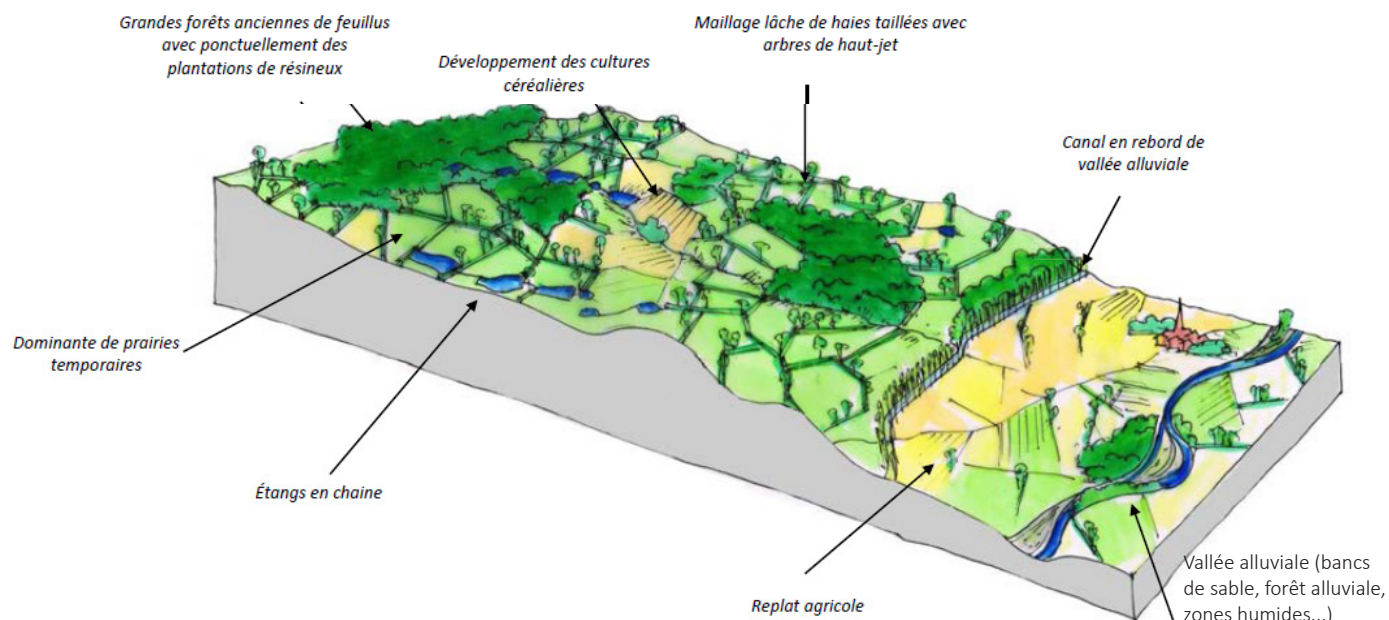 Grandes forêts anciennes de feuillus
avec ponctuellement des
plantations de résineux
Développement des cultures
céréalières
Maillage lâche de haies taillées avec
arbres de haut-jet
Canal en rebord de
vallée alluviale
Dominante de prairies
temporaires
Étangs en chaine
Replat agricole
Vallée alluviale (bancs
de sable, forêt alluviale,
zones humides...)